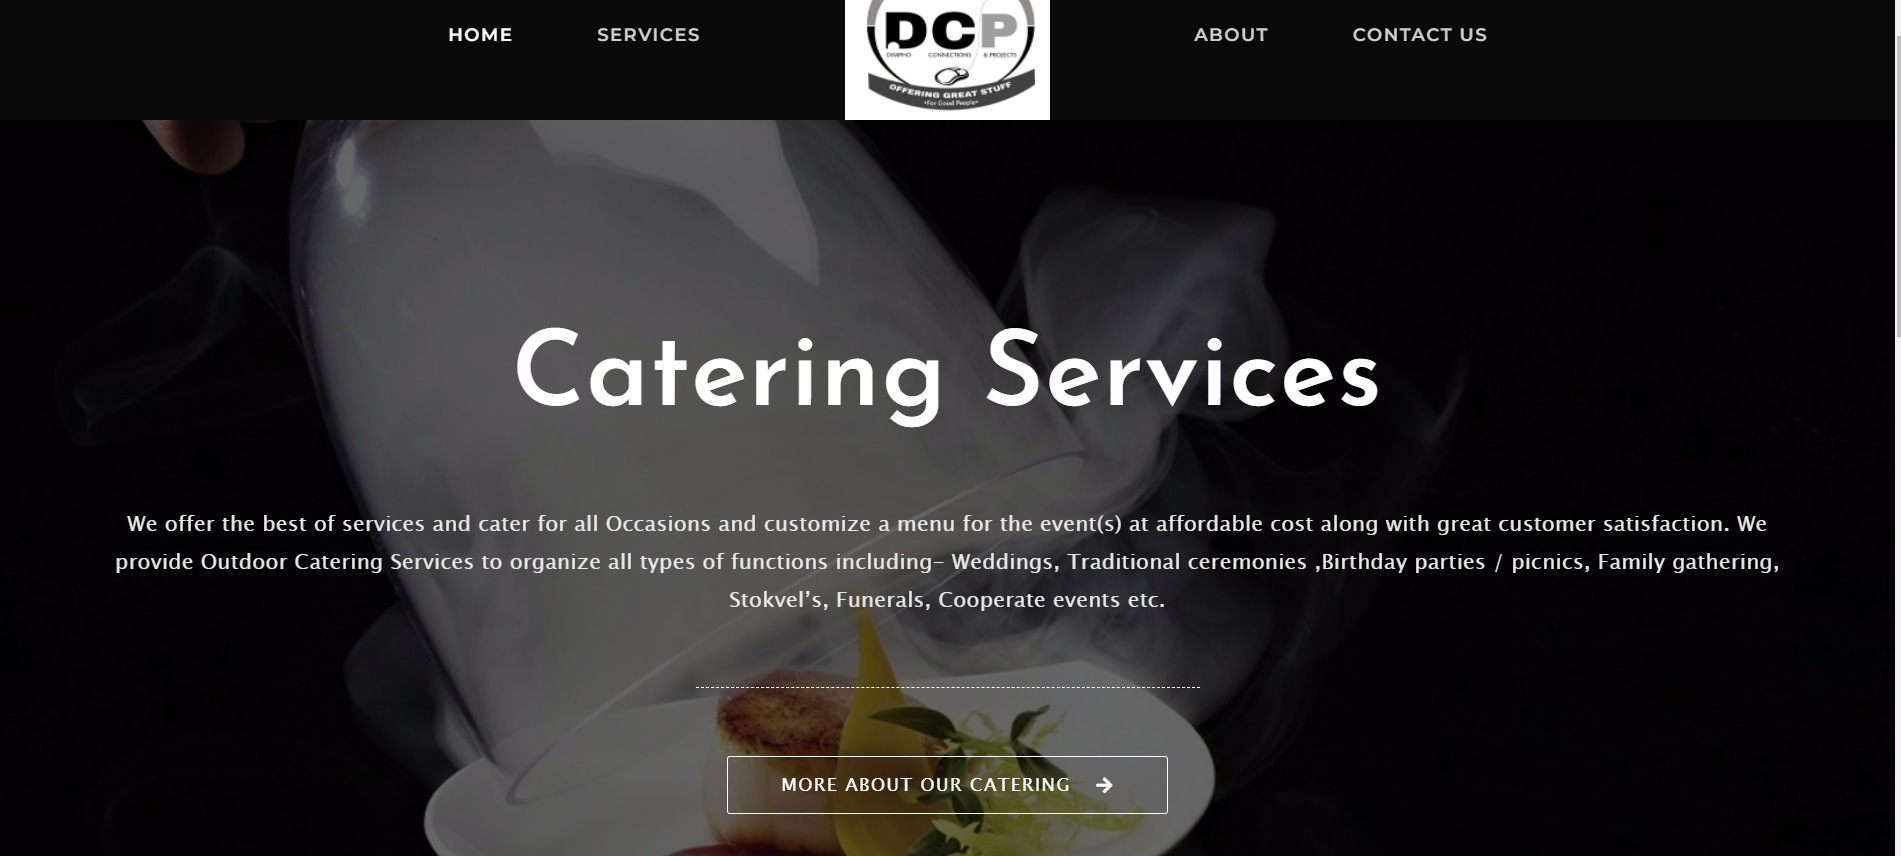 HOME SERVICES ABOUT CONTACT US
DCP
DIMPHO CONNECTIONS & PROJECTS
OFFERING GREAT STUFF
•For Good People•
Catering Services
We offer the best of services and cater for all Occasions and customize a menu for the event(s) at affordable cost along with great customer satisfaction. We
provide Outdoor Catering Services to organize all types of functions including– Weddings, Traditional ceremonies ,Birthday parties / picnics, Family gathering,
Stokvel’s, Funerals, Cooperate events etc.
MORE ABOUT OUR CATERING